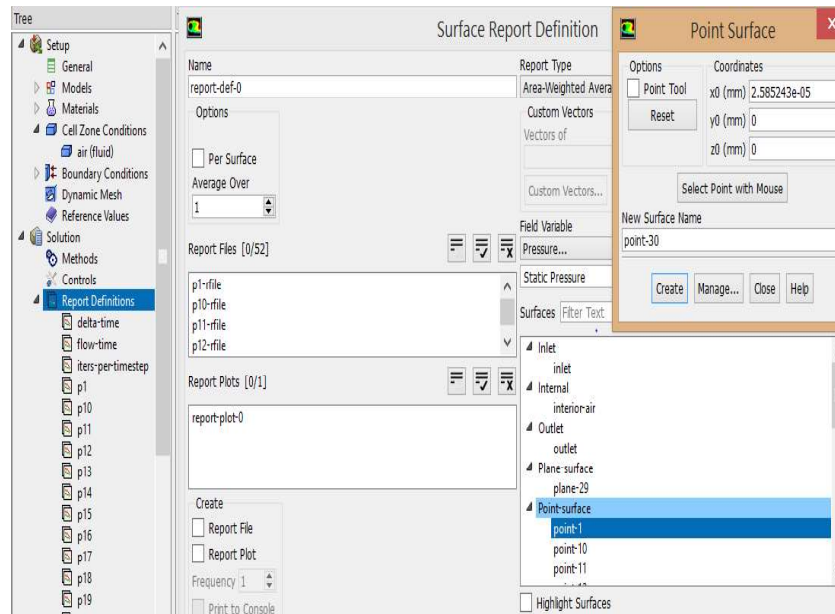 Tree
Setup
General
Models
Materials
Cell Zone Conditions
air (fluid)
Boundary Conditions
Dynamic Mesh
Reference Values
Solution
Methods
Controls
Report Definitions
delta-time
flow-time
iters-per-timestep
p1
p10
p11
p12
p13
p14
p15
p16
p17
p18
p19
Surface Report Definition
Name
report-def-0
Options
Per Surface
Average Over
1
Report Files [0/52]
p1-rfile
p10-rfile
p11-rfile
p12-rfile
Report Plots [0/1]
report-plot-0
Create
Report File
Report Plot
Frequency 1
Print to Console
Report Type
Area-Weighted Avera
Custom Vectors
Vectors of
Custom Vectors...
Field Variable
Pressure...
Static Pressure
Surfaces Filter Text
Inlet
inlet
Internal
interior-air
Outlet
outlet
Plane-surface
plane-29
Point-surface
point-1
point-10
point-11
Highlight Surfaces
Point Surface
X
Options
Point Tool
Reset
Coordinates
x0 (mm) 2.585243e-05
y0 (mm) 0
z0 (mm) 0
Select Point with Mouse
New Surface Name
point-30
Create Manage... Close Help